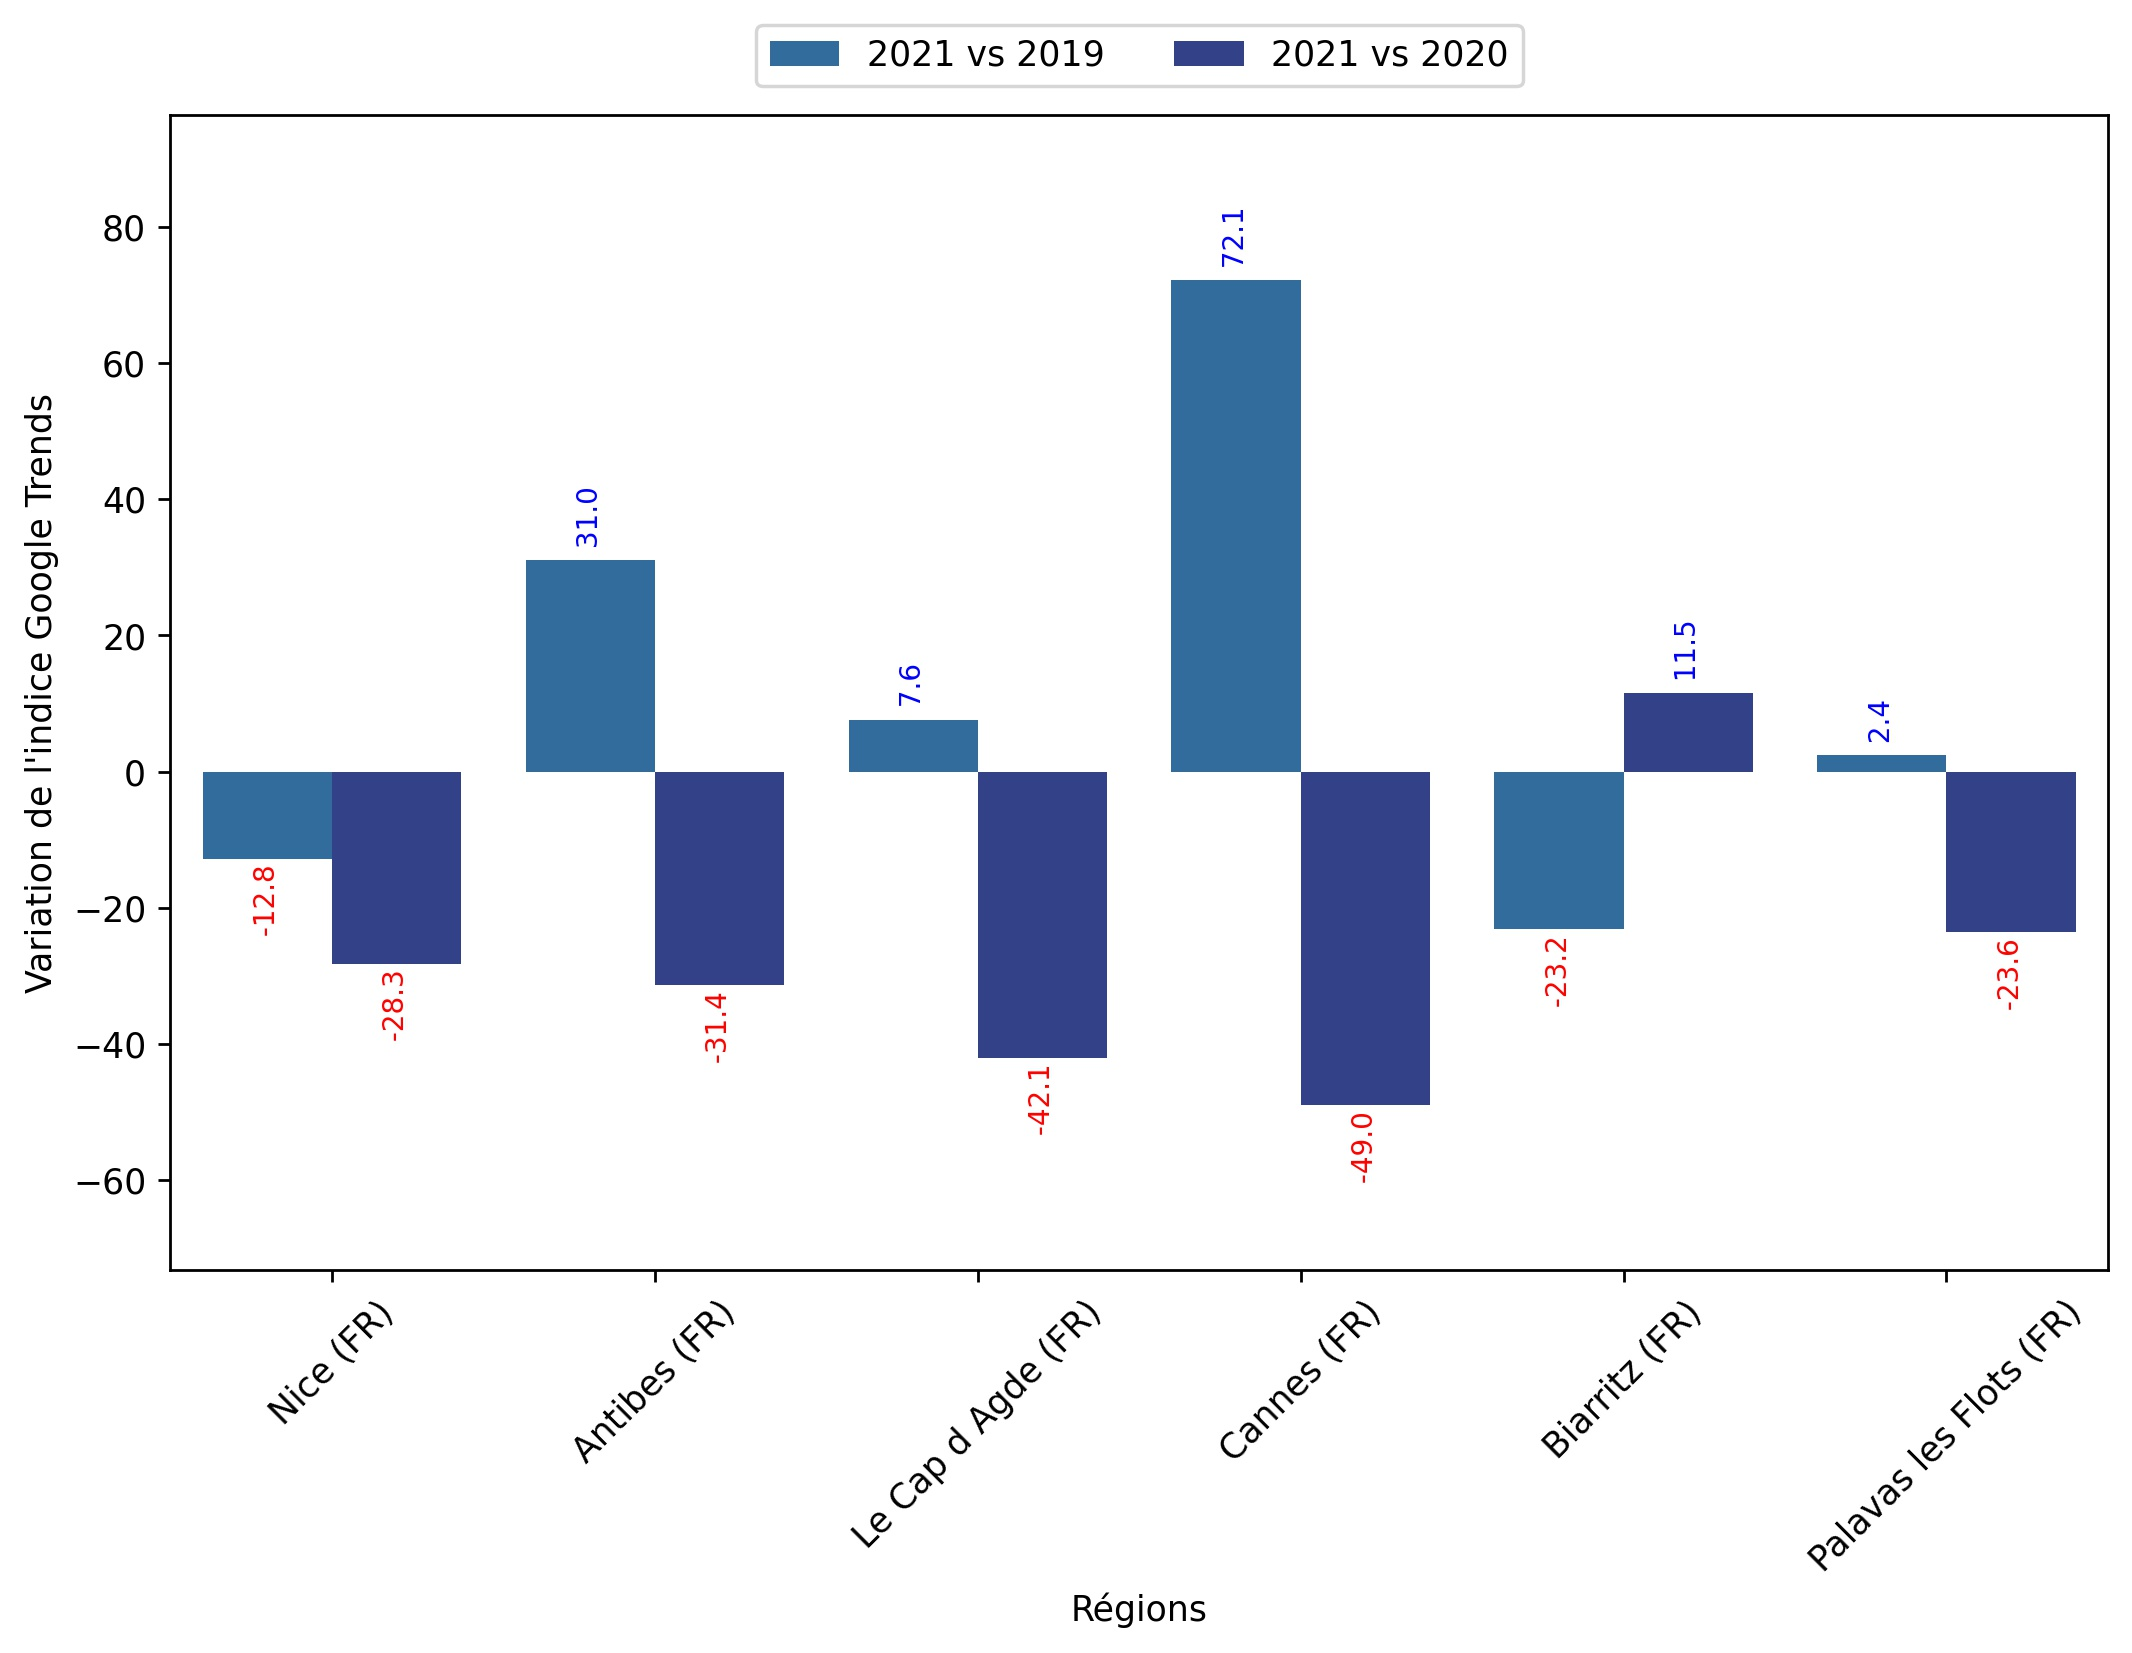 2021 vs 2019 2021 vs 2020
Variation de l'indice Google Trends
80
60
40
20
0
−20
−40
−60
-12.8
-28.3
31.0
-31.4
7.6
-42.1
72.1
-49.0
-23.2
11.5
2.4
-23.6
Nice (FR)
Antibes (FR)
Le Cap d Agde (FR)
Cannes (FR)
Biarritz (FR)
Palavas les Flots (FR)
Régions